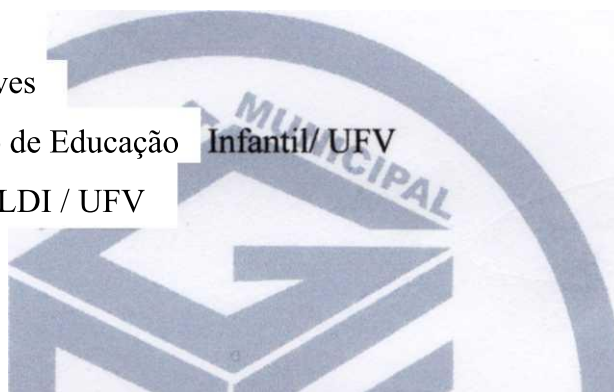 ves
de Educação Infantil/ UFV
MUNICIPAL
LDI / UFV